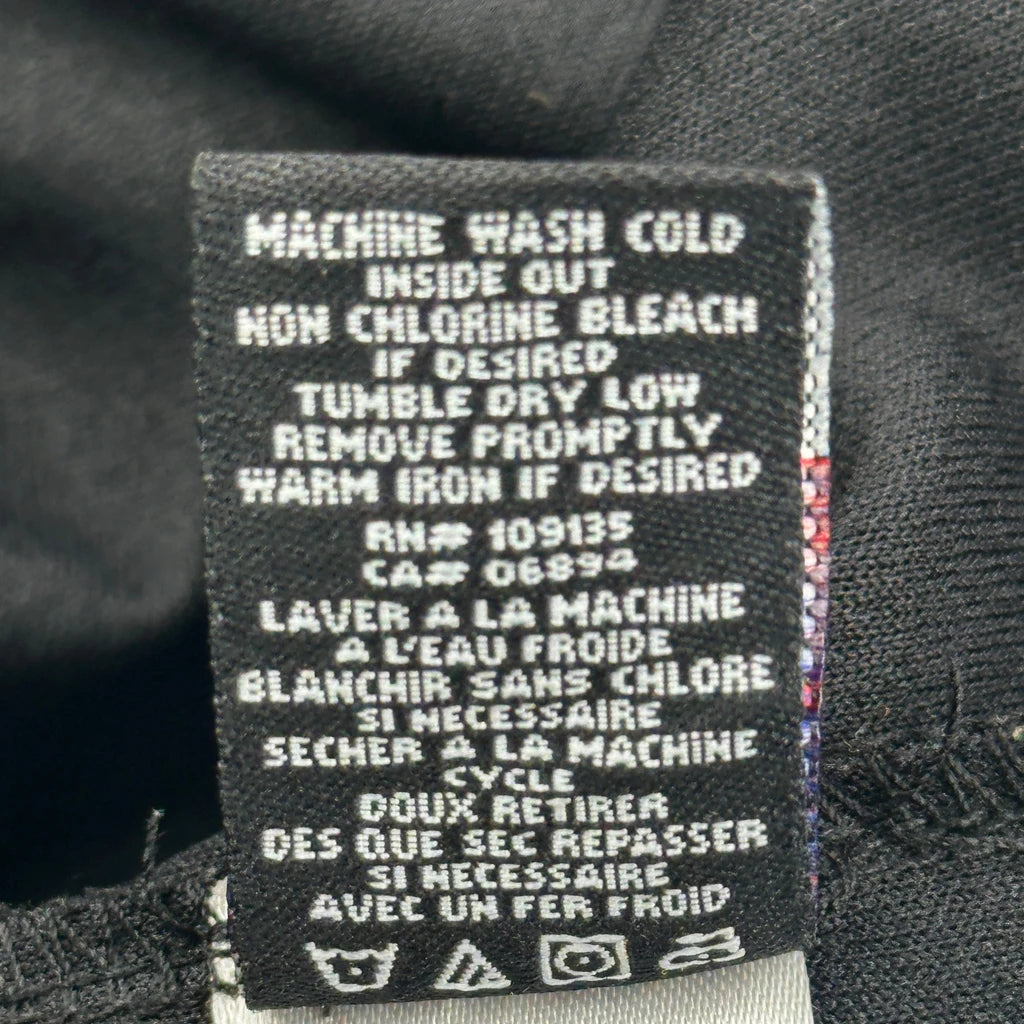 MACHINE WASH COLD
INSIDE OUT
NON CHLORINE BLEACH
IF DESIRED
TUMBLE DRY LOW
REMOVE PROMPTLY
WARM IRON IF DESIRED
RN# 109135
CA# 06894
LAVER A LA MACHINE
A L'EAU FROIDE
BLANCHIR SANS CHLORE
SI NECESSAIRE
SECHER A LA MACHINE
CYCLE
DOUX RETIRER
DES QUE SEC REPASSER
SI NECESSAIRE
AVEC UN FER FROID